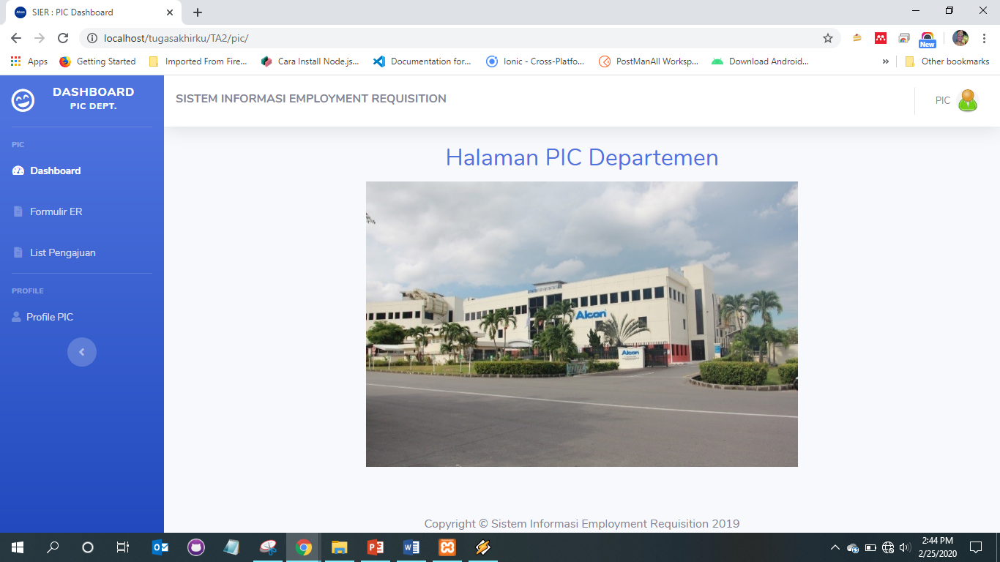 SIER : PIC Dashboard
localhost/tugasakhirku/TA2/pic/
New
Apps
Getting Started
Imported From Fire...
Cara Install Node.js...
Documentation for...
Ionic - Cross-Platfo...
PostManAll Worksp...
Download Android...
»
Other bookmarks
DASHBOARD
PIC DEPT.
SISTEM INFORMASI EMPLOYMENT REQUISITION
PIC
PIC
Dashboard
Formulir ER
List Pengajuan
PROFILE
Profile PIC
Halaman PIC Departemen
Alcon
Alcon
Copyright © Sistem Informasi Employment Requisition 2019
2:44 PM
2/25/2020